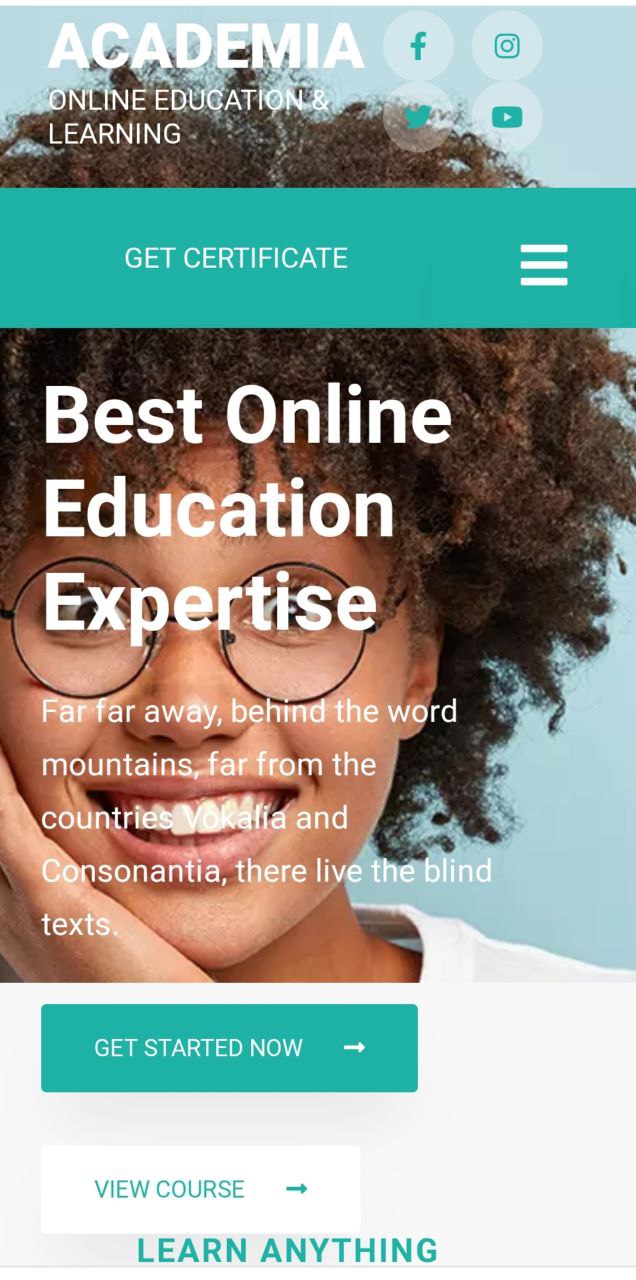 ACADEMIA
ONLINE EDUCATION &
LEARNING
GET CERTIFICATE
Best Online
Education
Expertise
Far far away, behind the word
mountains, far from the
countries Vokalia and
Consonantia, there live the blind
texts.
GET STARTED NOW
VIEW COURSE
LEARN ANYTHING